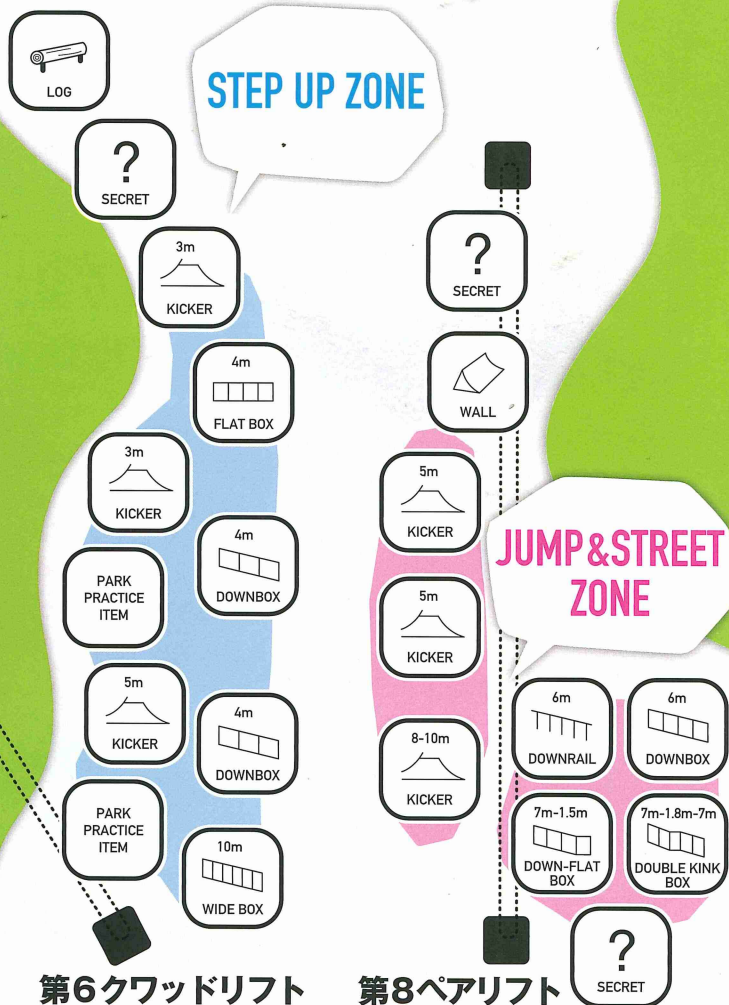 LOG
STEP UP ZONE
?
SECRET
3m
KICKER
4m
FLAT BOX
3m
KICKER
4m
DOWNBOX
PARK
PRACTICE
ITEM
5m
KICKER
4m
DOWNBOX
PARK
PRACTICE
ITEM
10m
WIDE BOX
第6クワッドリフト
?
SECRET
WALL
5m
KICKER
JUMP&STREET
ZONE
5m
KICKER
8-10m
KICKER
6m
DOWNRAIL
6m
DOWNBOX
7m-1.5m
DOWN-FLAT
BOX
7m-1.8m-7m
DOUBLE KINK
BOX
?
SECRET
第8ペアリフト